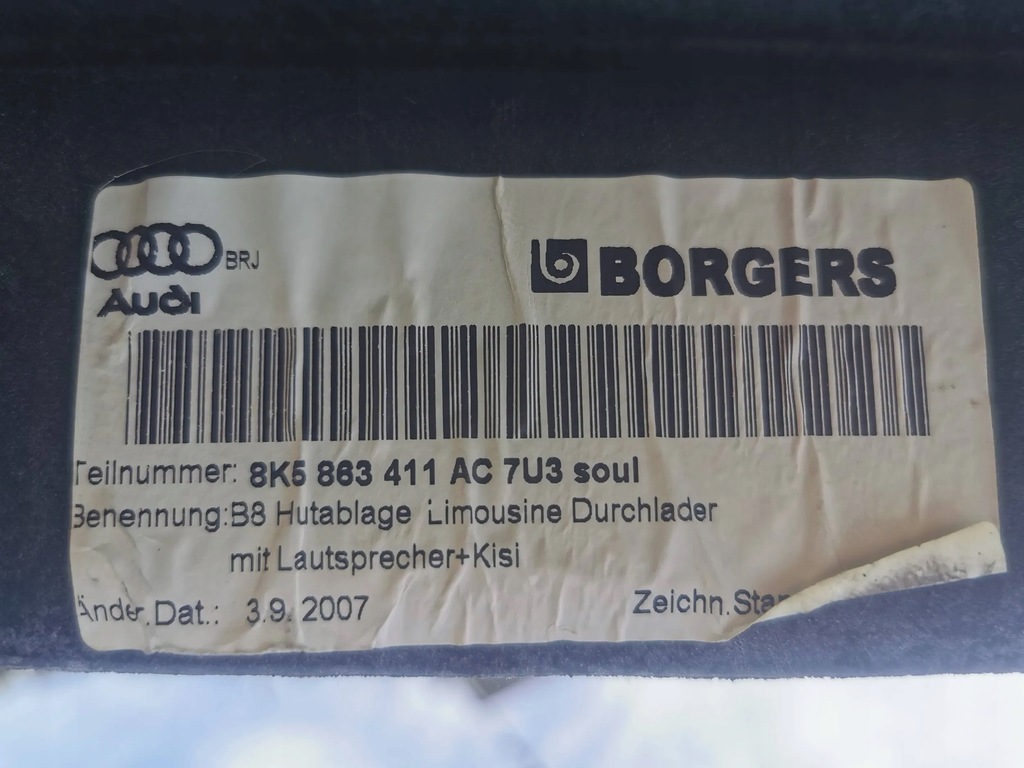 BRJ
Audi
BORGERS
Teilnummer: 8K5 863 411 AC 7U3 soul
Benennung: B8 Hutablage Limousine Durchlader
mit Lautsprecher+Kisi
Änder.Dat.: 3.9. 2007
Zeichn.